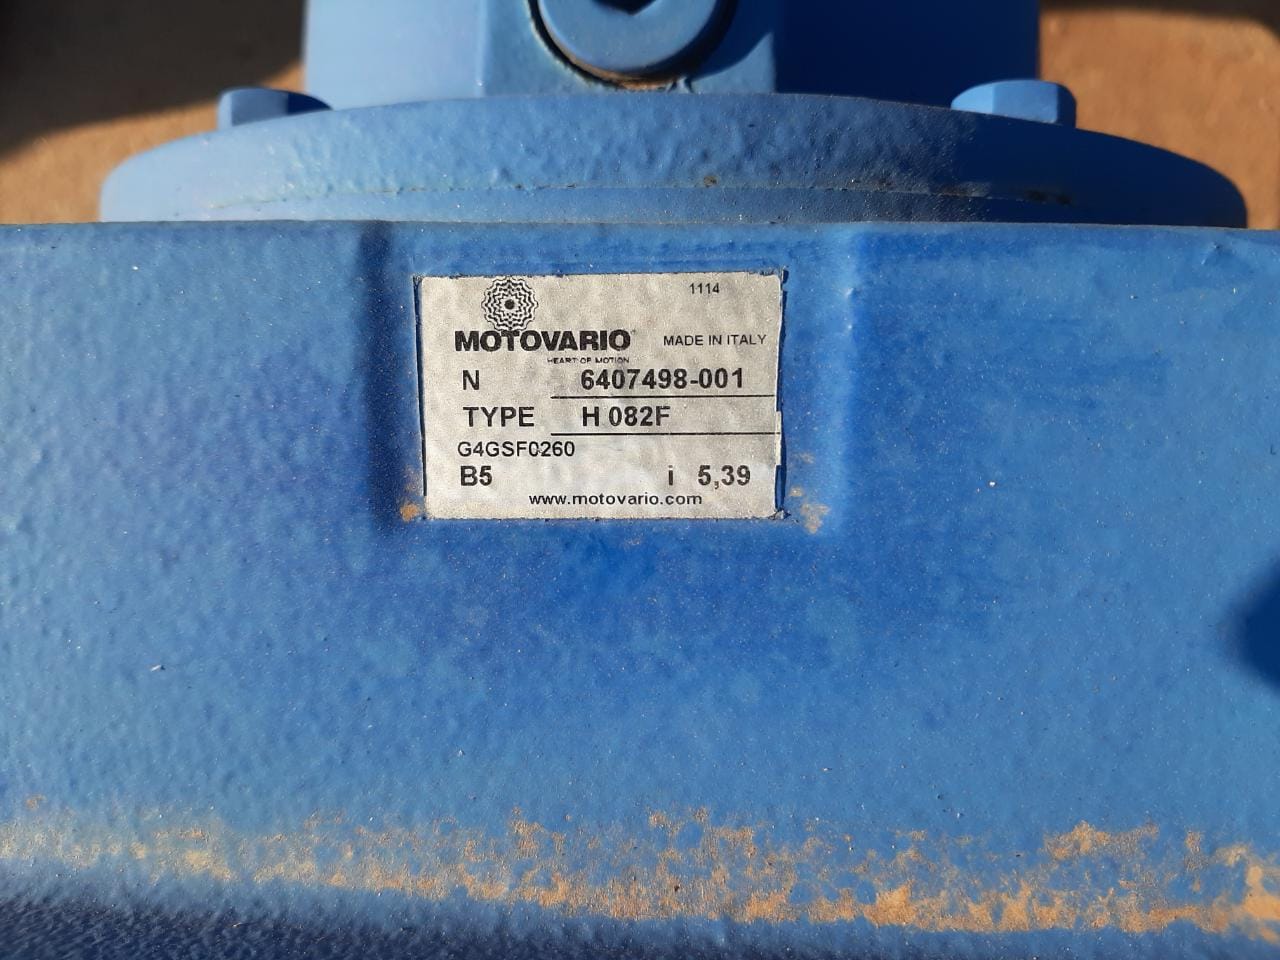 1114
MOTOVARIO MADE IN ITALY
HEART OF MOTION
N 6407498-001
TYPE H 082F
G4GSF0260
B5 i 5,39
www.motovario.com